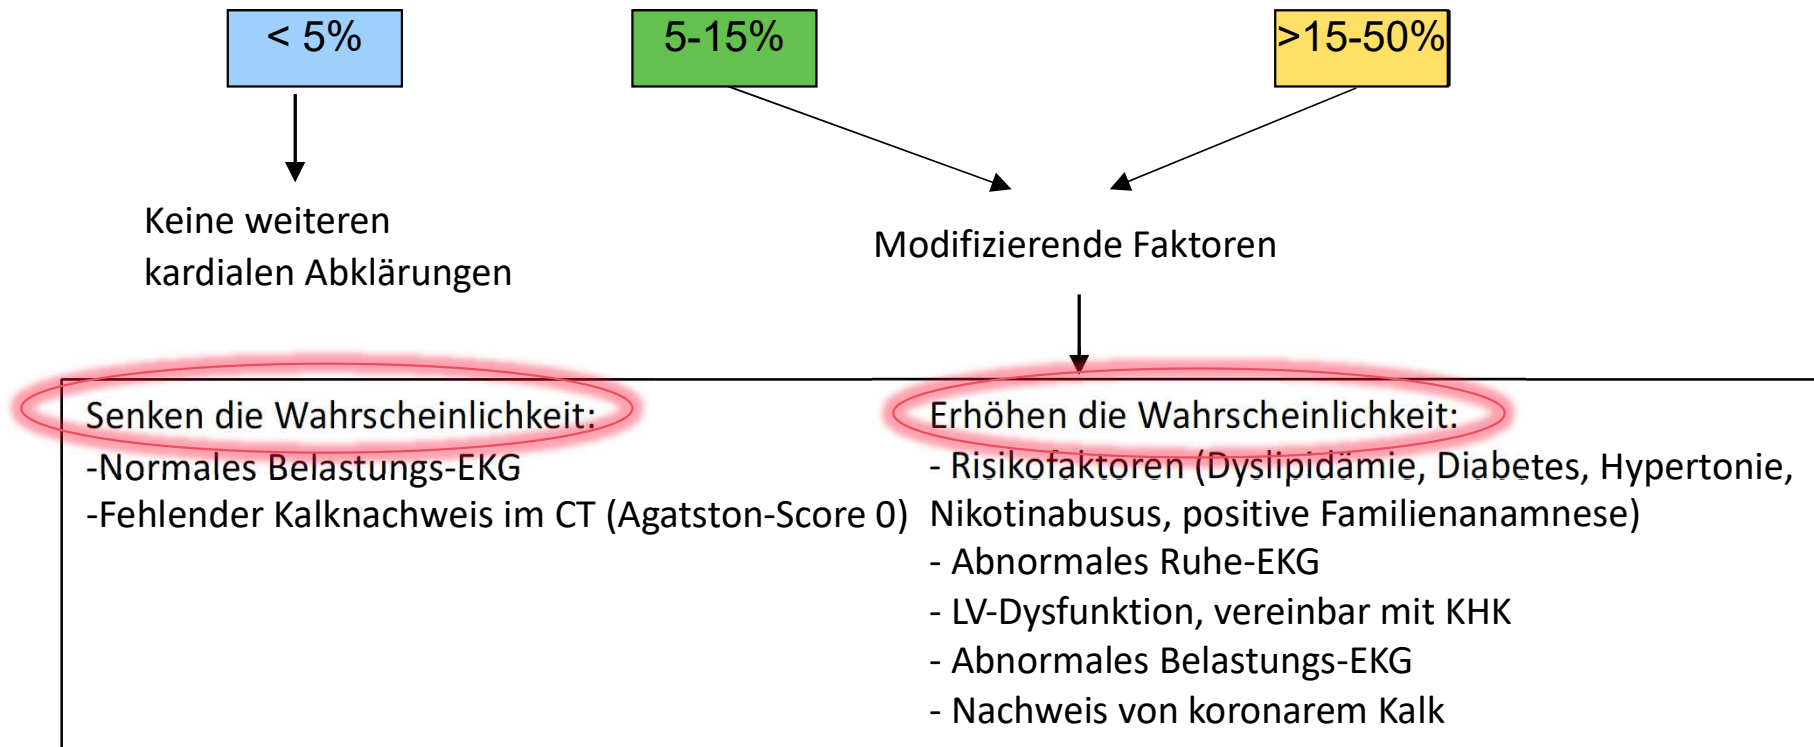 < 5%
5-15%
>15-50%
Keine weiteren
kardialen Abklärungen
Modifizierende Faktoren
Senken die Wahrscheinlichkeit:
-Normales Belastungs-EKG
-Fehlender Kalknachweis im CT (Agatston-Score 0)
Erhöhen die Wahrscheinlichkeit:
- Risikofaktoren (Dyslipidämie, Diabetes, Hypertonie,
Nikotinabusus, positive Familienanamnese)
- Abnormales Ruhe-EKG
- LV-Dysfunktion, vereinbar mit KHK
- Abnormales Belastungs-EKG
- Nachweis von koronarem Kalk